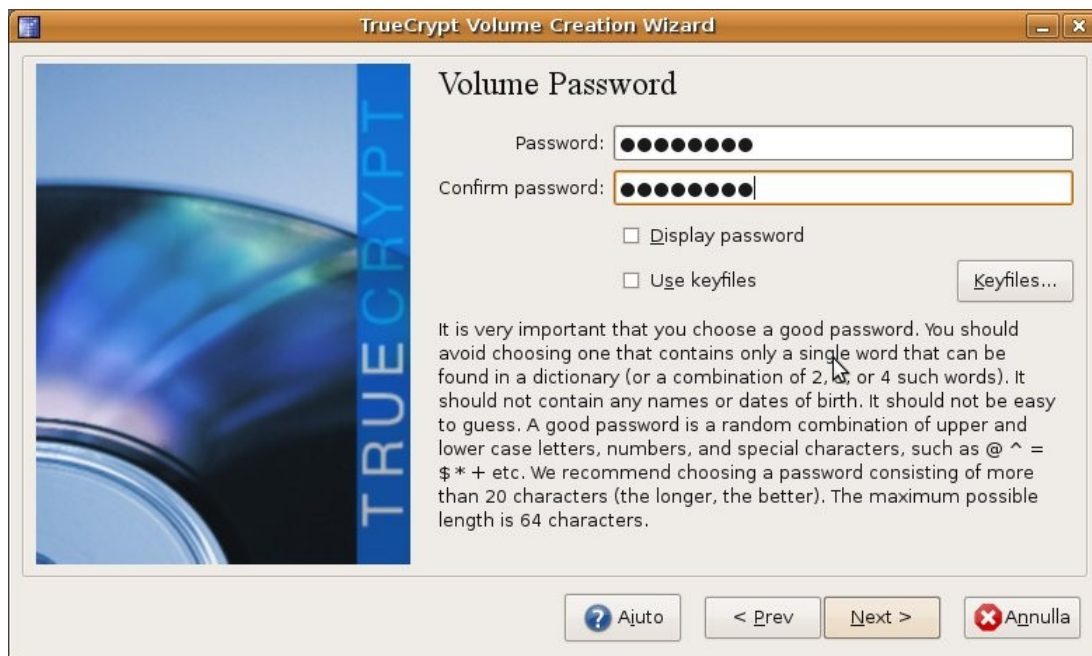 TrueCrypt Volume Creation Wizard
TRUECRYPT
Volume Password
Password: ●●●●●●●●
Confirm password: ●●●●●●●●
Display password
Use keyfiles
Keyfiles...
It is very important that you choose a good password. You should
avoid choosing one that contains only a single word that can be
found in a dictionary (or a combination of 2, or 4 such words). It
should not contain any names or dates of birth. It should not be easy
to guess. A good password is a random combination of upper and
lower case letters, numbers, and special characters, such as @ ^ =
$ * + etc. We recommend choosing a password consisting of more
than 20 characters (the longer, the better). The maximum possible
length is 64 characters.
Aiuto
< Prev
Next >
Annulla